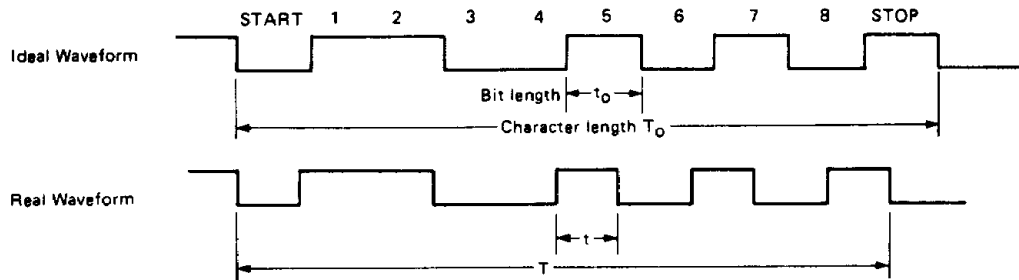 START 1 2 3 4 5 6 7 8 STOP
Ideal Waveform
Bit length t₀
Character length T₀
Real Waveform
t
T